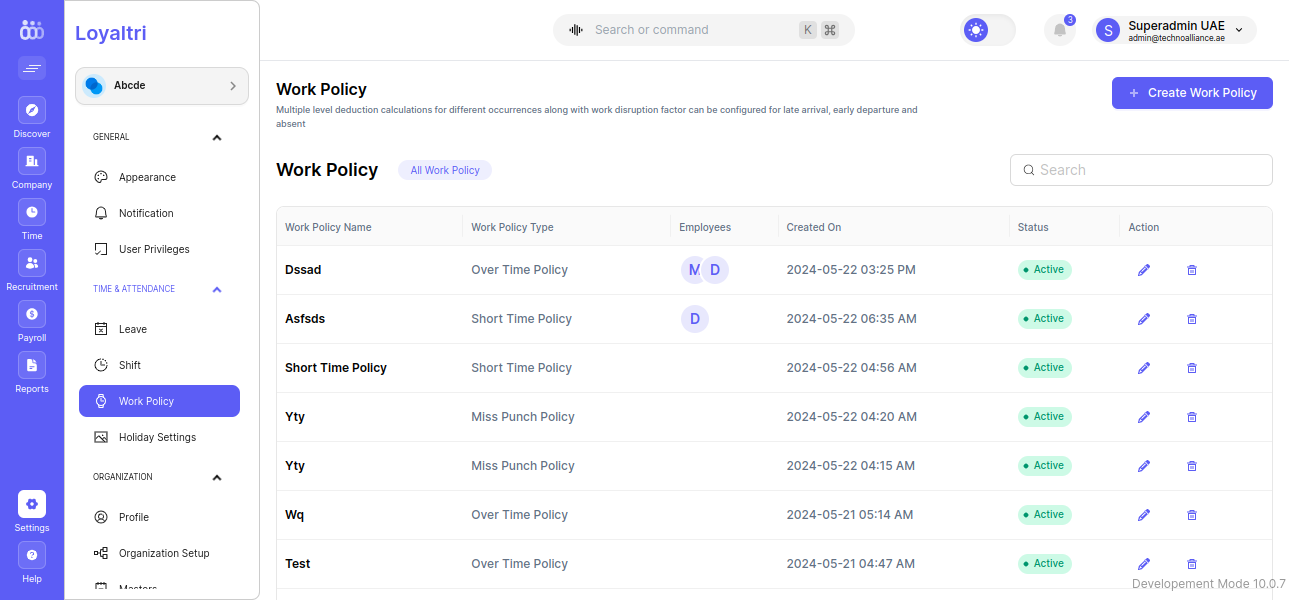 Loyaltri
Search or command
K ⌘
3
S
Superadmin UAE
admin@technoalliance.ae
Discover
Company
Time
Recruitment
Payroll
Reports
Settings
Help
Abcde
GENERAL
Appearance
Notification
User Privileges
TIME & ATTENDANCE
Leave
Shift
Work Policy
Holiday Settings
ORGANIZATION
Profile
Organization Setup
Masters
Work Policy
Multiple level deduction calculations for different occurrences along with work disruption factor can be configured for late arrival, early departure and
absent
+ Create Work Policy
Work Policy
All Work Policy
Search
Work Policy Name Work Policy Type Employees Created On Status Action
Dssad Over Time Policy M D 2024-05-22 03:25 PM Active
Asfsds Short Time Policy D 2024-05-22 06:35 AM Active
Short Time Policy Short Time Policy 2024-05-22 04:56 AM Active
Yty Miss Punch Policy 2024-05-22 04:20 AM Active
Yty Miss Punch Policy 2024-05-22 04:15 AM Active
Wq Over Time Policy 2024-05-21 05:14 AM Active
Test Over Time Policy 2024-05-21 04:47 AM Active
Developement Mode 10.0.7